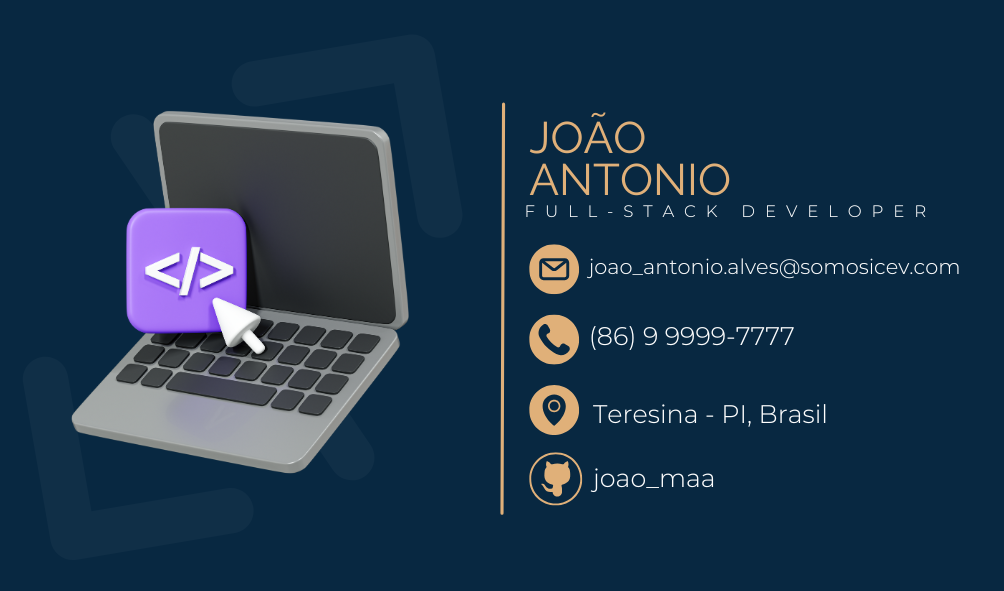 </>
JOÃO
ANTONIO
FULL-STACK DEVELOPER
joao_antonio.alves@somosicev.com
(86) 9 9999-7777
Teresina - PI, Brasil
joao_maa